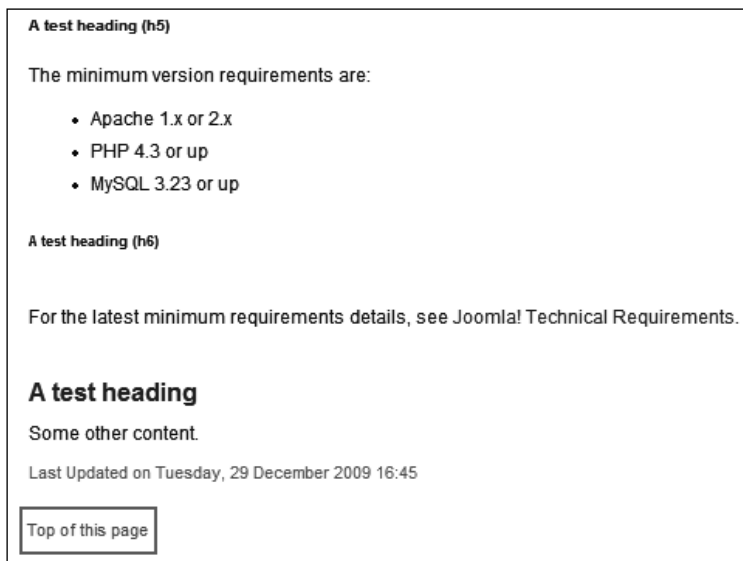 A test heading (h5)
The minimum version requirements are:
• Apache 1.x or 2.x
• PHP 4.3 or up
• MySQL 3.23 or up
A test heading (h6)
For the latest minimum requirements details, see Joomla! Technical Requirements.
A test heading
Some other content.
Last Updated on Tuesday, 29 December 2009 16:45
Top of this page